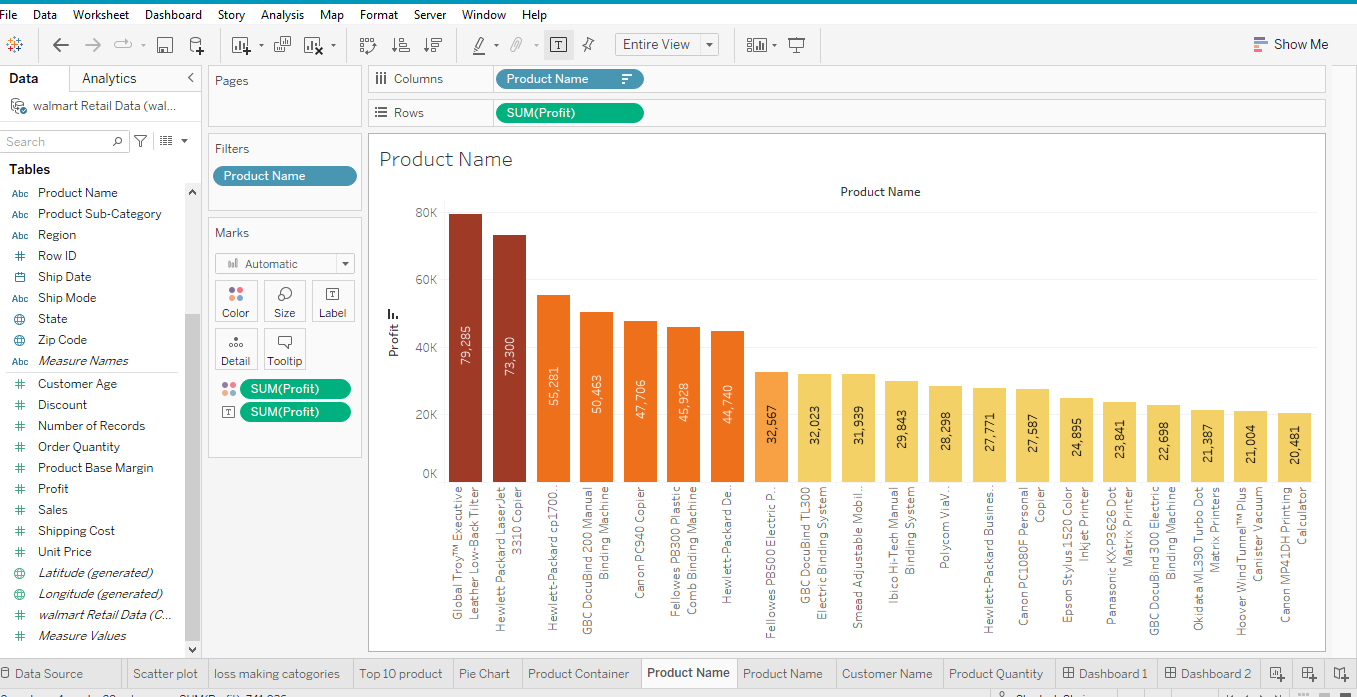 File Data Worksheet Dashboard Story Analysis Map Format Server Window Help
Entire View
Show Me
Data Analytics
walmart Retail Data (wal...
Search
Tables
Abc Product Name
Abc Product Sub-Category
Abc Region
Row ID
Ship Date
Abc Ship Mode
State
Zip Code
Abc Measure Names
Customer Age
Discount
Number of Records
Order Quantity
Product Base Margin
Profit
Sales
Shipping Cost
Unit Price
Latitude (generated)
Longitude (generated)
walmart Retail Data (C...
Measure Values
Pages
Filters
Product Name
Marks
Automatic
Color Size Label
Detail Tooltip
SUM(Profit)
SUM(Profit)
Columns Product Name
Rows SUM(Profit)
Product Name
Product Name
Profit
80K
60K
40K
20K
0K
79,285
73,300
55,281
50,463
47,706
45,928
44,740
32,567
32,023
31,939
29,843
28,298
27,771
27,587
24,895
23,841
22,698
21,387
21,004
20,481
Global Troy™ Executive
Leather Low-Back Tilter
Hewlett Packard LaserJet
3310 Copier
Hewlett-Packard cp1700..
GBC DocuBind 200 Manual
Binding Machine
Canon PC940 Copier
Fellowes PB300 Plastic
Comb Binding Machine
Hewlett-Packard De..
Fellowes PB500 Electric P..
GBC DocuBind TL300
Electric Binding System
Smead Adjustable Mobil..
Ibico Hi-Tech Manual
Binding System
Polycom ViaV..
Hewlett-Packard Busines..
Canon PC1080F Personal
Copier
Epson Stylus 1520 Color
Inkjet Printer
Panasonic KX-P3626 Dot
Matrix Printer
GBC DocuBind 300 Electric
Binding Machine
Okidata ML390 Turbo Dot
Matrix Printers
Hoover WindTunnel™ Plus
Canister Vacuum
Canon MP41DH Printing
Calculator
Data Source Scatter plot loss making catogories Top 10 product Pie Chart Product Container Product Name Product Name Customer Name Product Quantity Dashboard 1 Dashboard 2